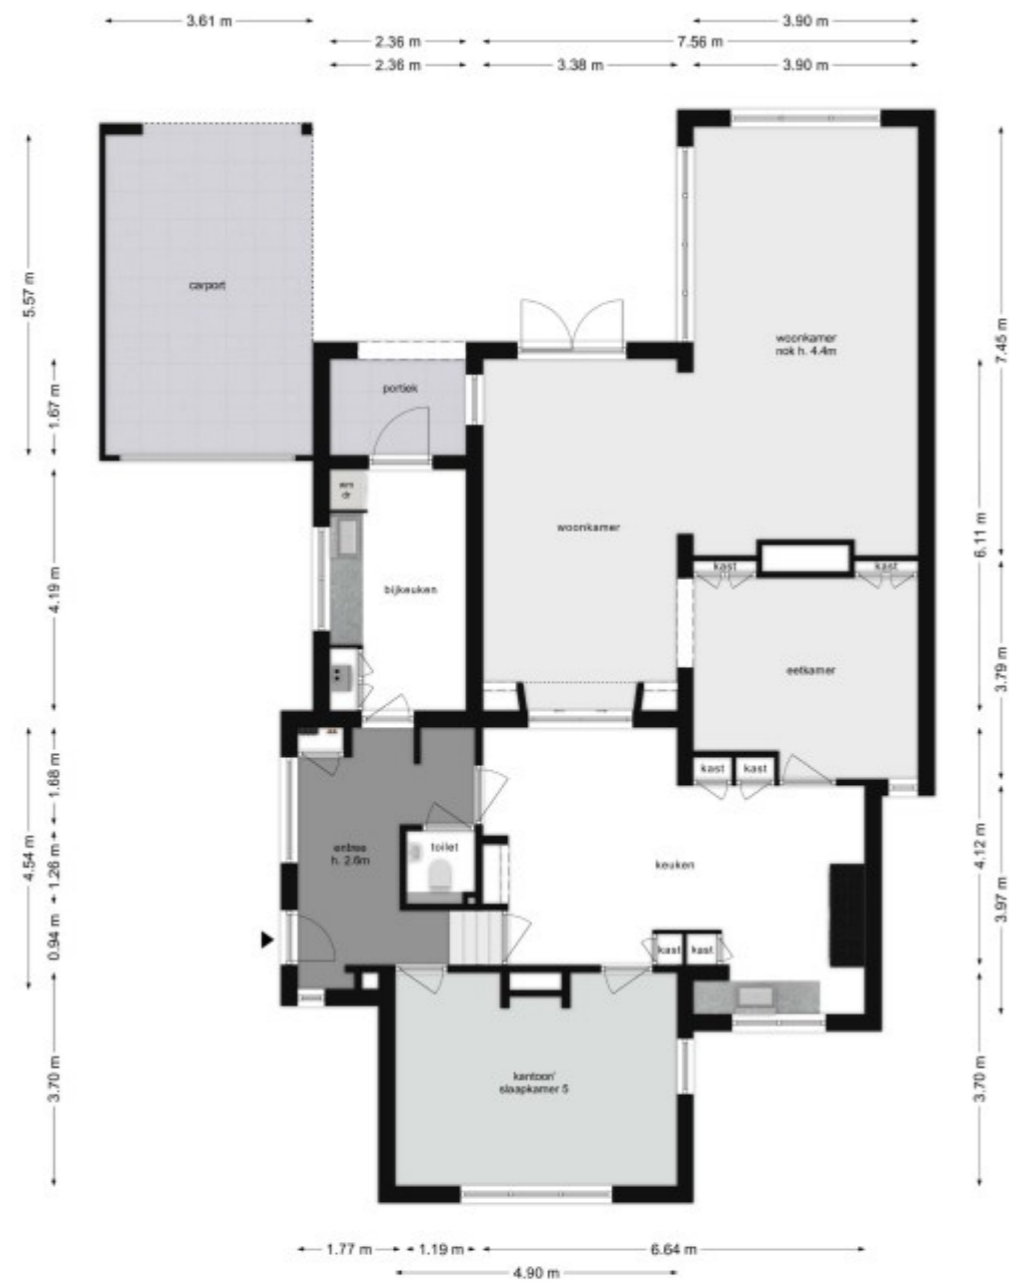 3.61 m
3.90 m
2.36 m
7.56 m
2.36 m
3.38 m
3.90 m
carport
5.57 m
woonkamer
nok h. 4.4m
7.45 m
portiek
1.67 m
wm
dr
woonkamer
6.11 m
kast
kast
4.19 m
bijkeuken
eetkamer
3.79 m
1.68 m
kast
kast
4.54 m
1.26 m
entree
h. 2.6m
toilet
keuken
4.12 m
0.94 m
kast
kast
3.97 m
3.70 m
kantoor/
slaapkamer 5
3.70 m
1.77 m
1.19 m
6.64 m
4.90 m